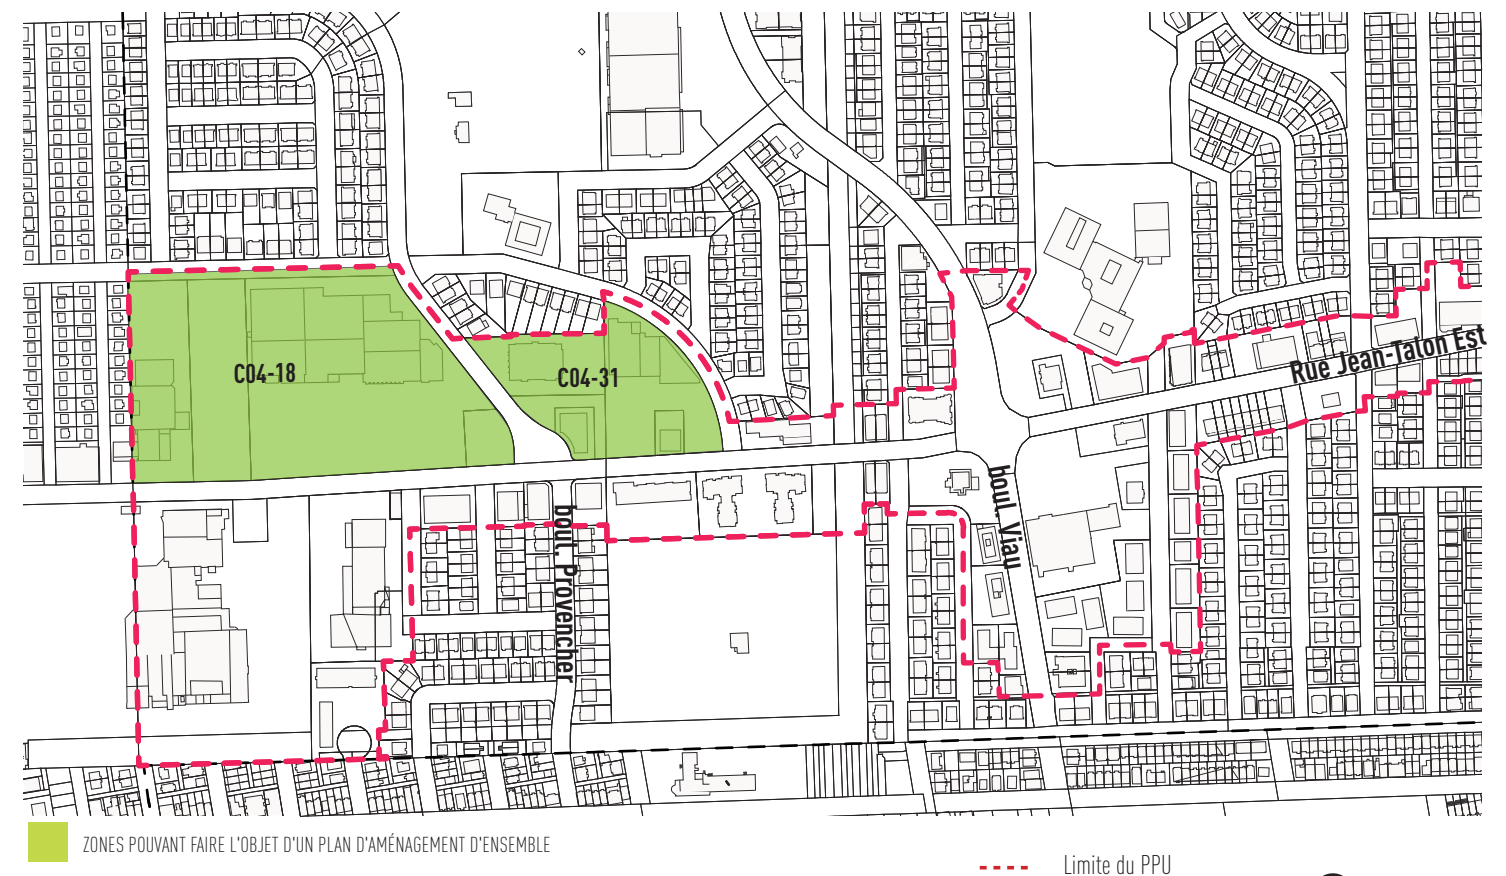 Rue Jean-Talon Est
C04-18
C04-31
boul. Viau
boul. Provencher
ZONES POUVANT FAIRE L'OBJET D'UN PLAN D'AMÉNAGEMENT D'ENSEMBLE
Limite du PPU